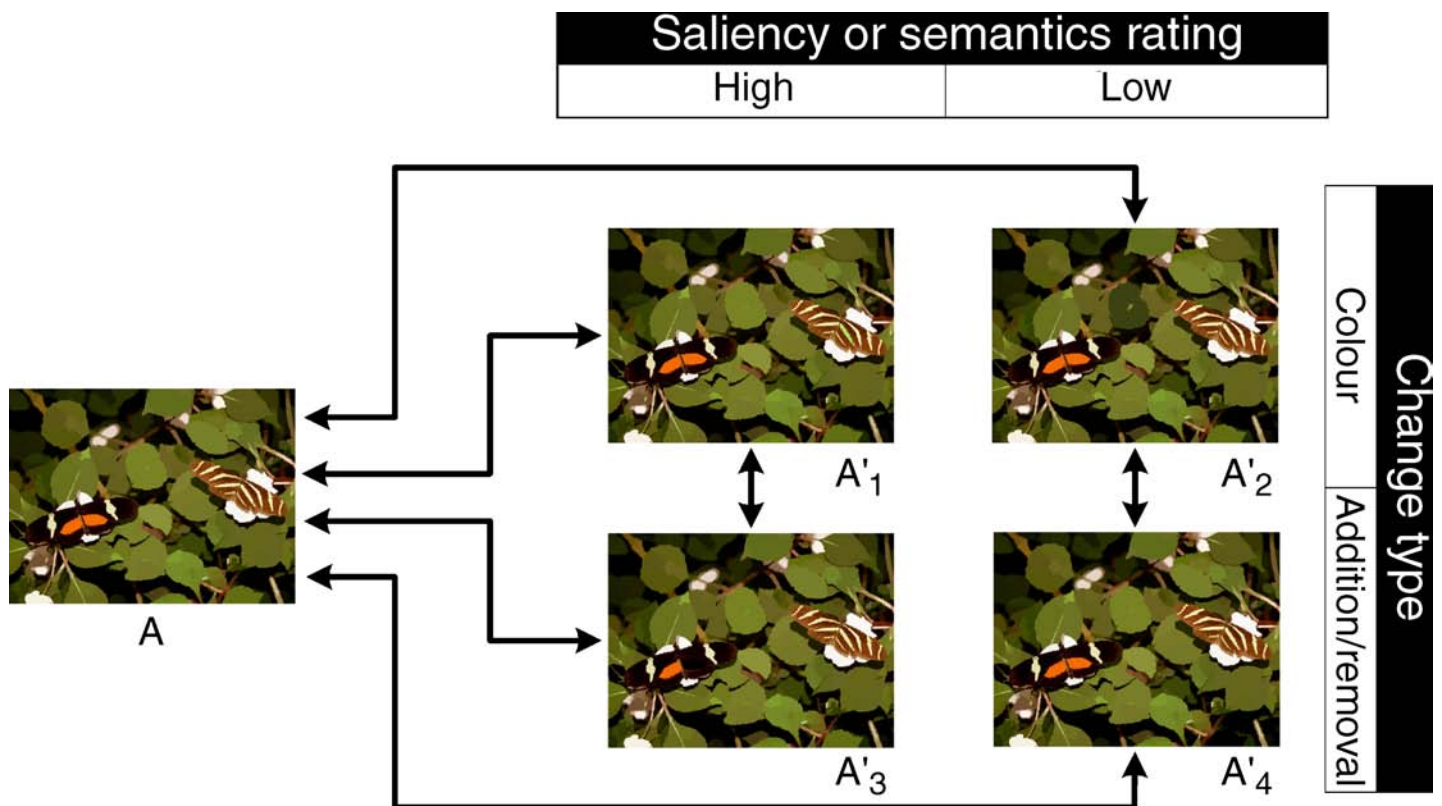 Saliency or semantics rating
High
Low
Colour
Change type
Addition/removal
A
A'1
A'2
A'3
A'4